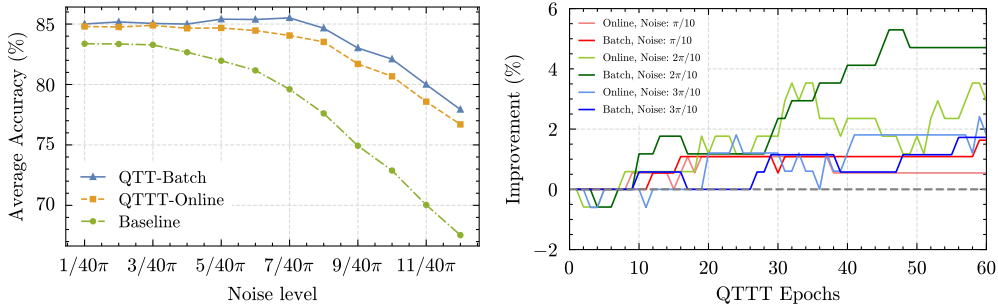 Average Accuracy (%)
85
80
75
70
QTT-Batch
QTTT-Online
Baseline
1/40π 3/40π 5/40π 7/40π 9/40π 11/40π
Noise level
Improvement (%)
6
4
2
0
−2
Online, Noise: π/10
Batch, Noise: π/10
Online, Noise: 2π/10
Batch, Noise: 2π/10
Online, Noise: 3π/10
Batch, Noise: 3π/10
0 10 20 30 40 50 60
QTTT Epochs